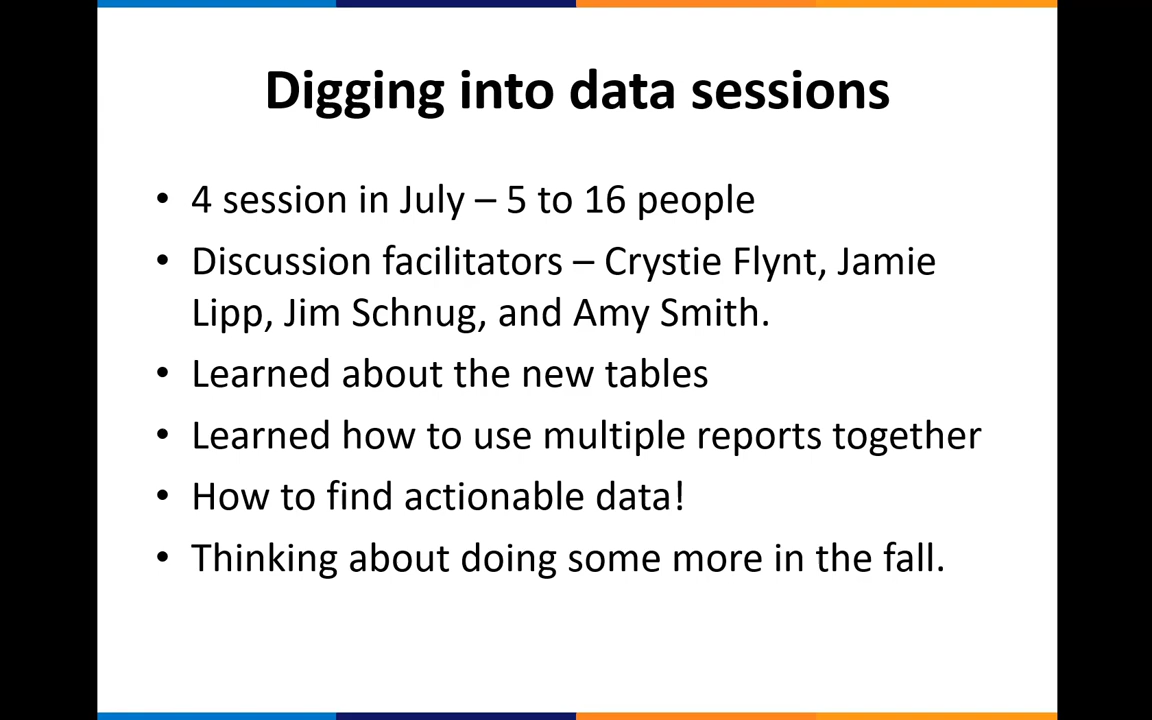 Digging into data sessions
• 4 session in July – 5 to 16 people
• Discussion facilitators – Crystie Flynt, Jamie
Lipp, Jim Schnug, and Amy Smith.
• Learned about the new tables
• Learned how to use multiple reports together
• How to find actionable data!
• Thinking about doing some more in the fall.